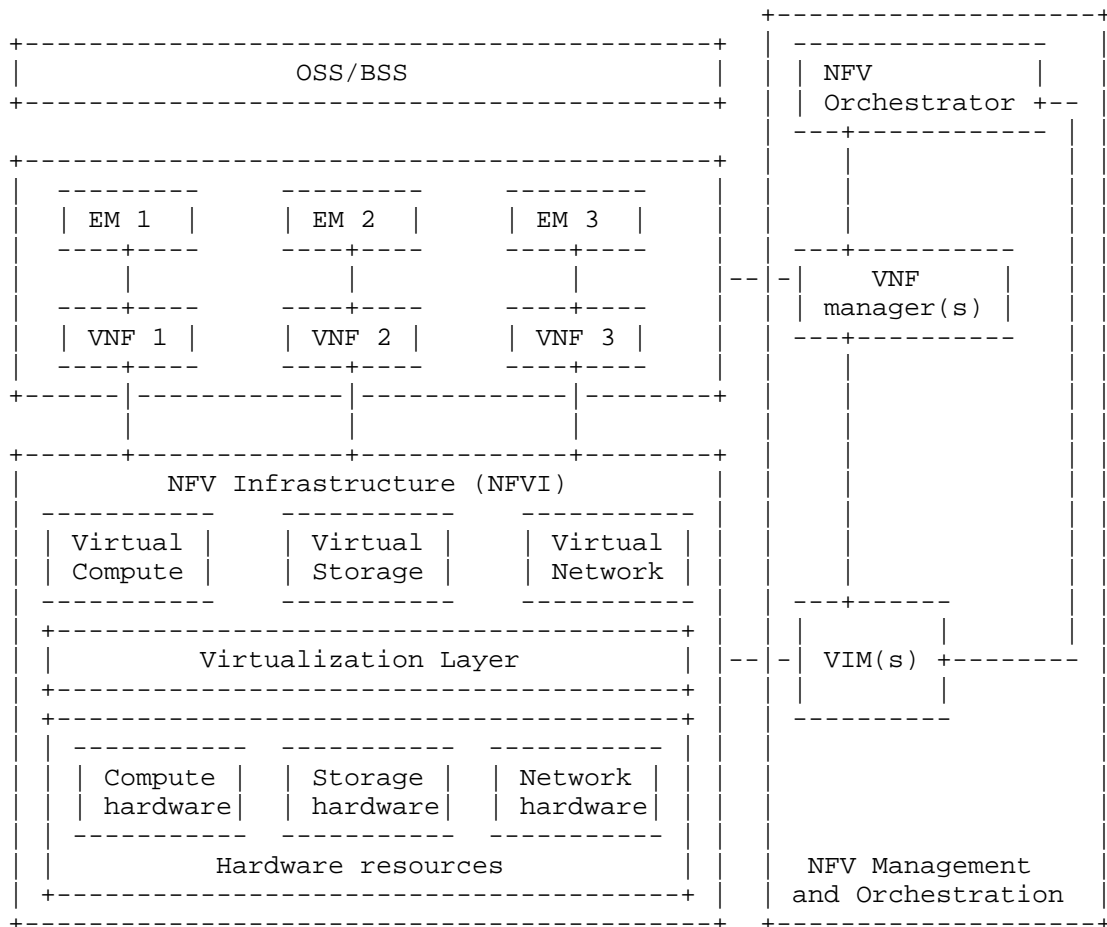 OSS/BSS
NFV
Orchestrator
EM 1
EM 2
EM 3
VNF
manager(s)
VNF 1
VNF 2
VNF 3
NFV Infrastructure (NFVI)
Virtual
Compute
Virtual
Storage
Virtual
Network
Virtualization Layer
VIM(s)
Compute
hardware
Storage
hardware
Network
hardware
Hardware resources
NFV Management
and Orchestration